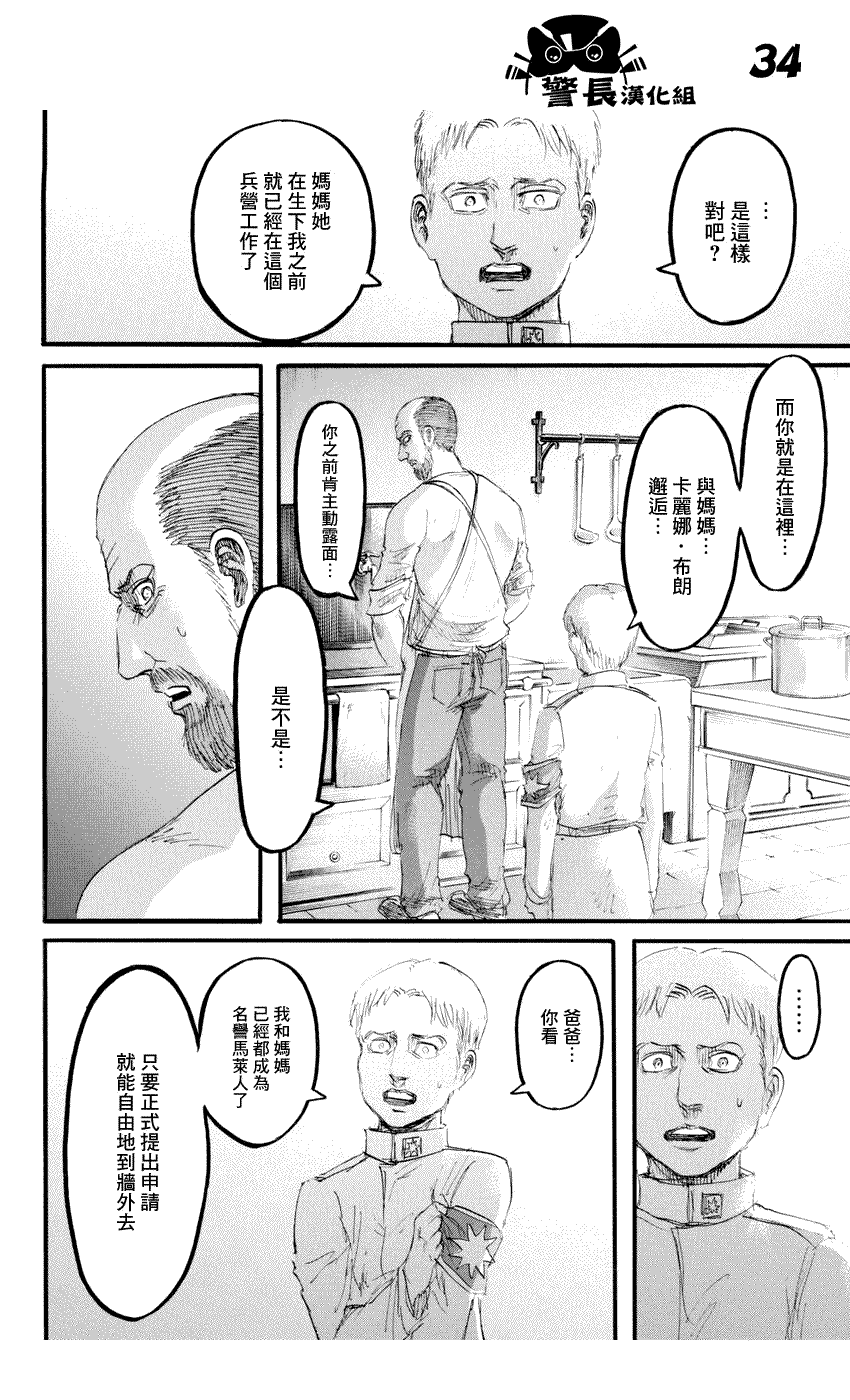 警長漢化組
34
…
是這樣
對吧？
媽媽她
在生下我之前
就已經在這個
兵營工作了
而你就是在這裡…
與媽媽…
卡麗娜·布朗
邂逅…
你之前肯主動露面…
是不是…
……
爸爸…
你看
我和媽媽
已經都成為
名譽馬萊人了
只要正式提出申請
就能自由地到牆外去